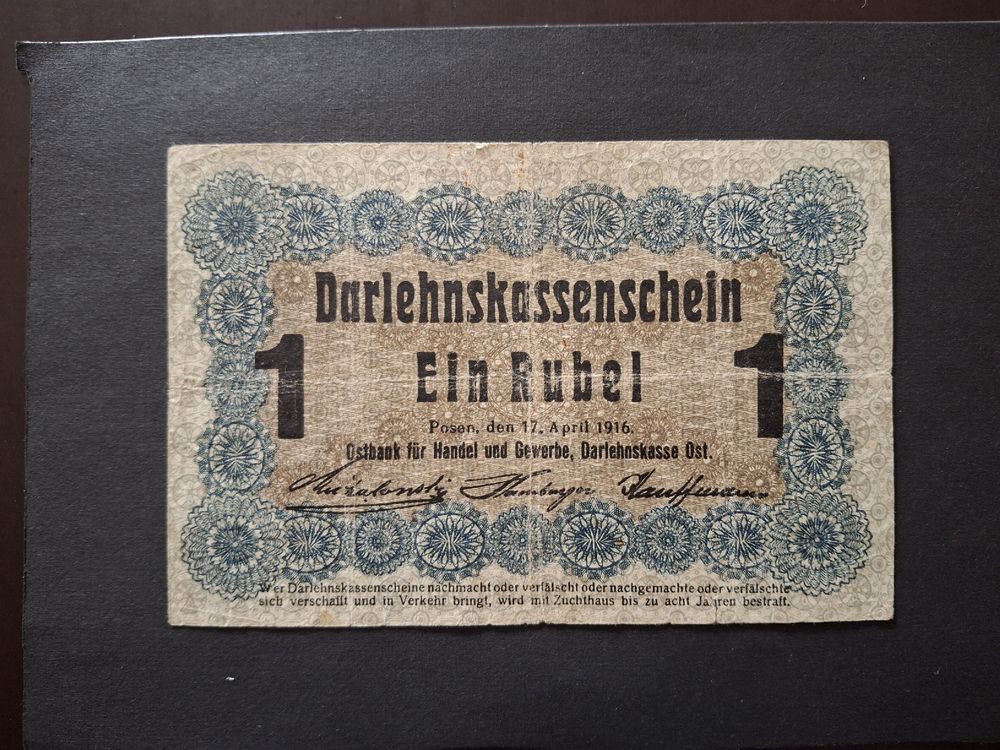 Darlehnskassenschein
1 Ein Rubel 1
Posen, den 17. April 1916.
Ostbank für Handel und Gewerbe, Darlehnskasse Ost.
Hamburger Kauffmann
Wer Darlehnskassenscheine nachmacht oder verfälscht oder nachgemachte oder verfälschte
sich verschafft und in Verkehr bringt, wird mit Zuchthaus bis zu acht Jahren bestraft.